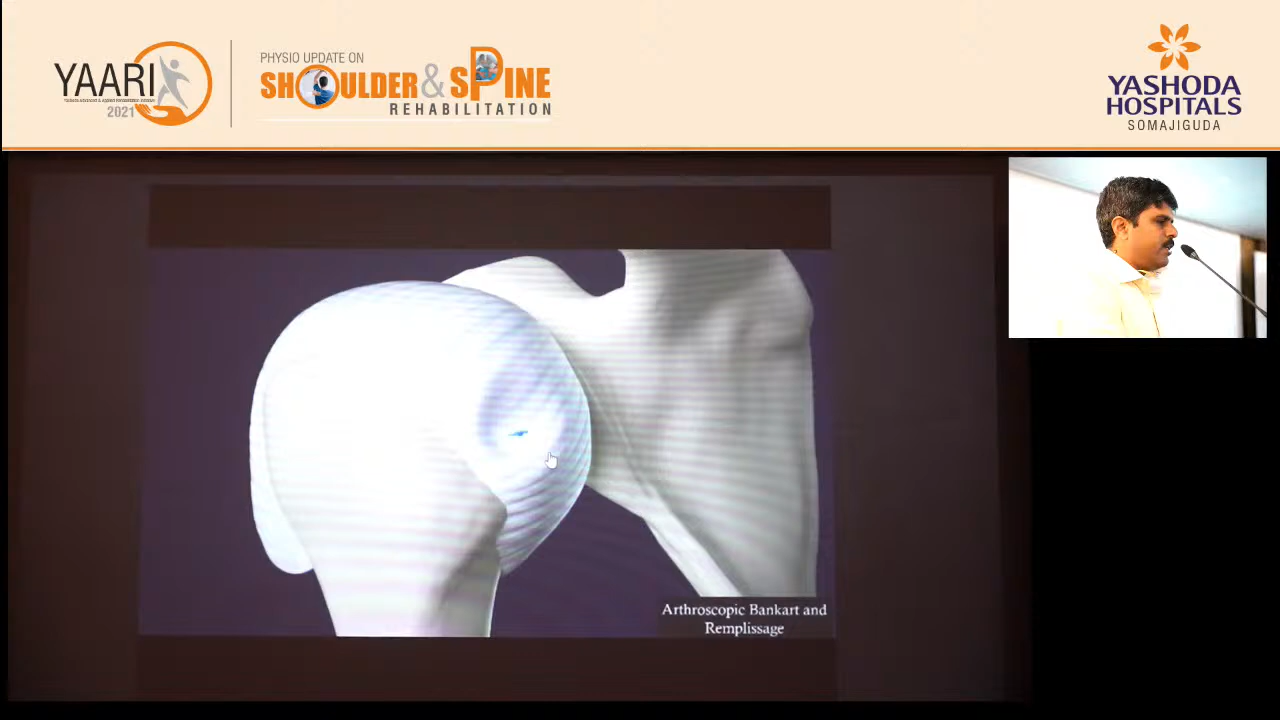 YAARI
2021
PHYSIO UPDATE ON
SHOULDER & SPINE
REHABILITATION
YASHODA
HOSPITALS
SOMAJIGUDA
Arthroscopic Bankart and
Remplissage